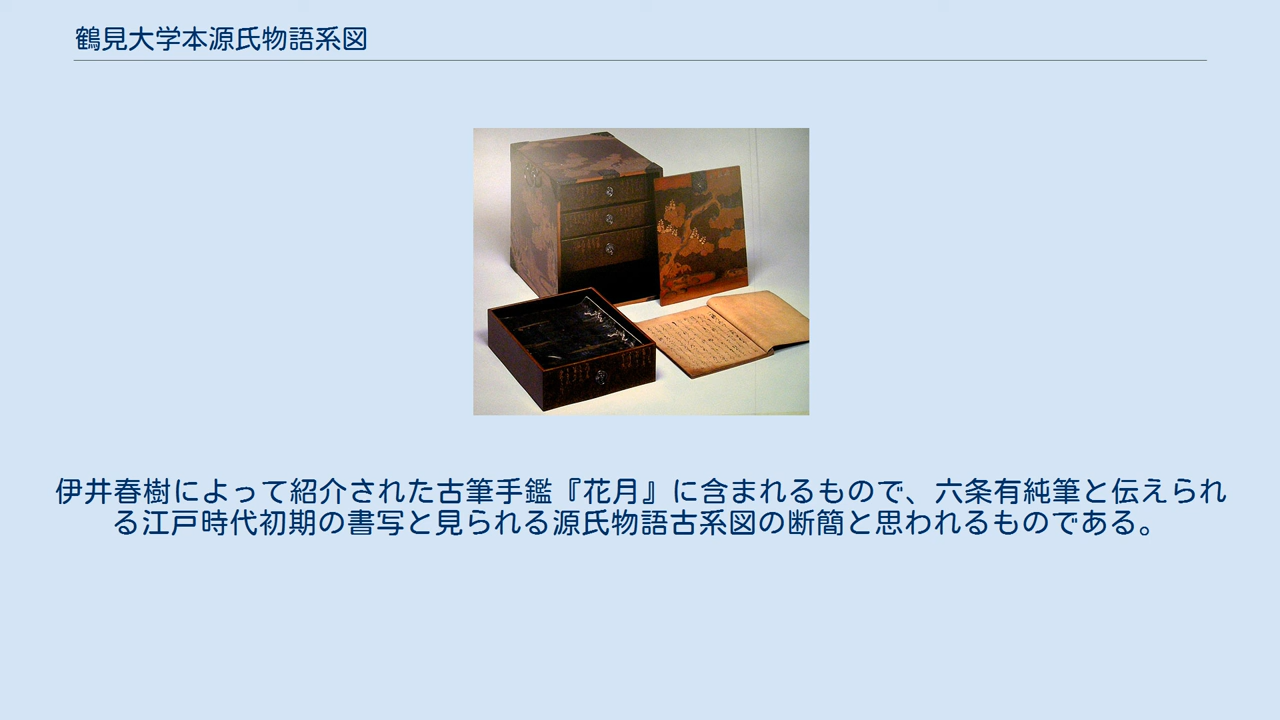 鶴見大学本源氏物語系図
伊井春樹によって紹介された古筆手鑑『花月』に含まれるもので、六条有純筆と伝えられ
る江戸時代初期の書写と見られる源氏物語古系図の断簡と思われるものである。